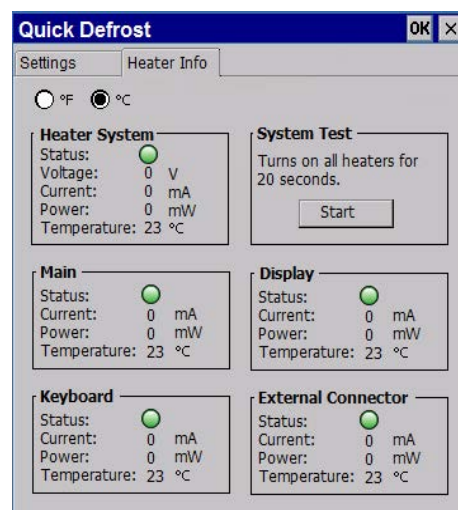 Quick Defrost OK ×
Settings Heater Info
°F °C
Heater System
Status:
Voltage: 0 V
Current: 0 mA
Power: 0 mW
Temperature: 23 °C
System Test
Turns on all heaters for
20 seconds.
Start
Main
Status:
Current: 0 mA
Power: 0 mW
Temperature: 23 °C
Display
Status:
Current: 0 mA
Power: 0 mW
Temperature: 23 °C
Keyboard
Status:
Current: 0 mA
Power: 0 mW
Temperature: 23 °C
External Connector
Status:
Current: 0 mA
Power: 0 mW
Temperature: 23 °C